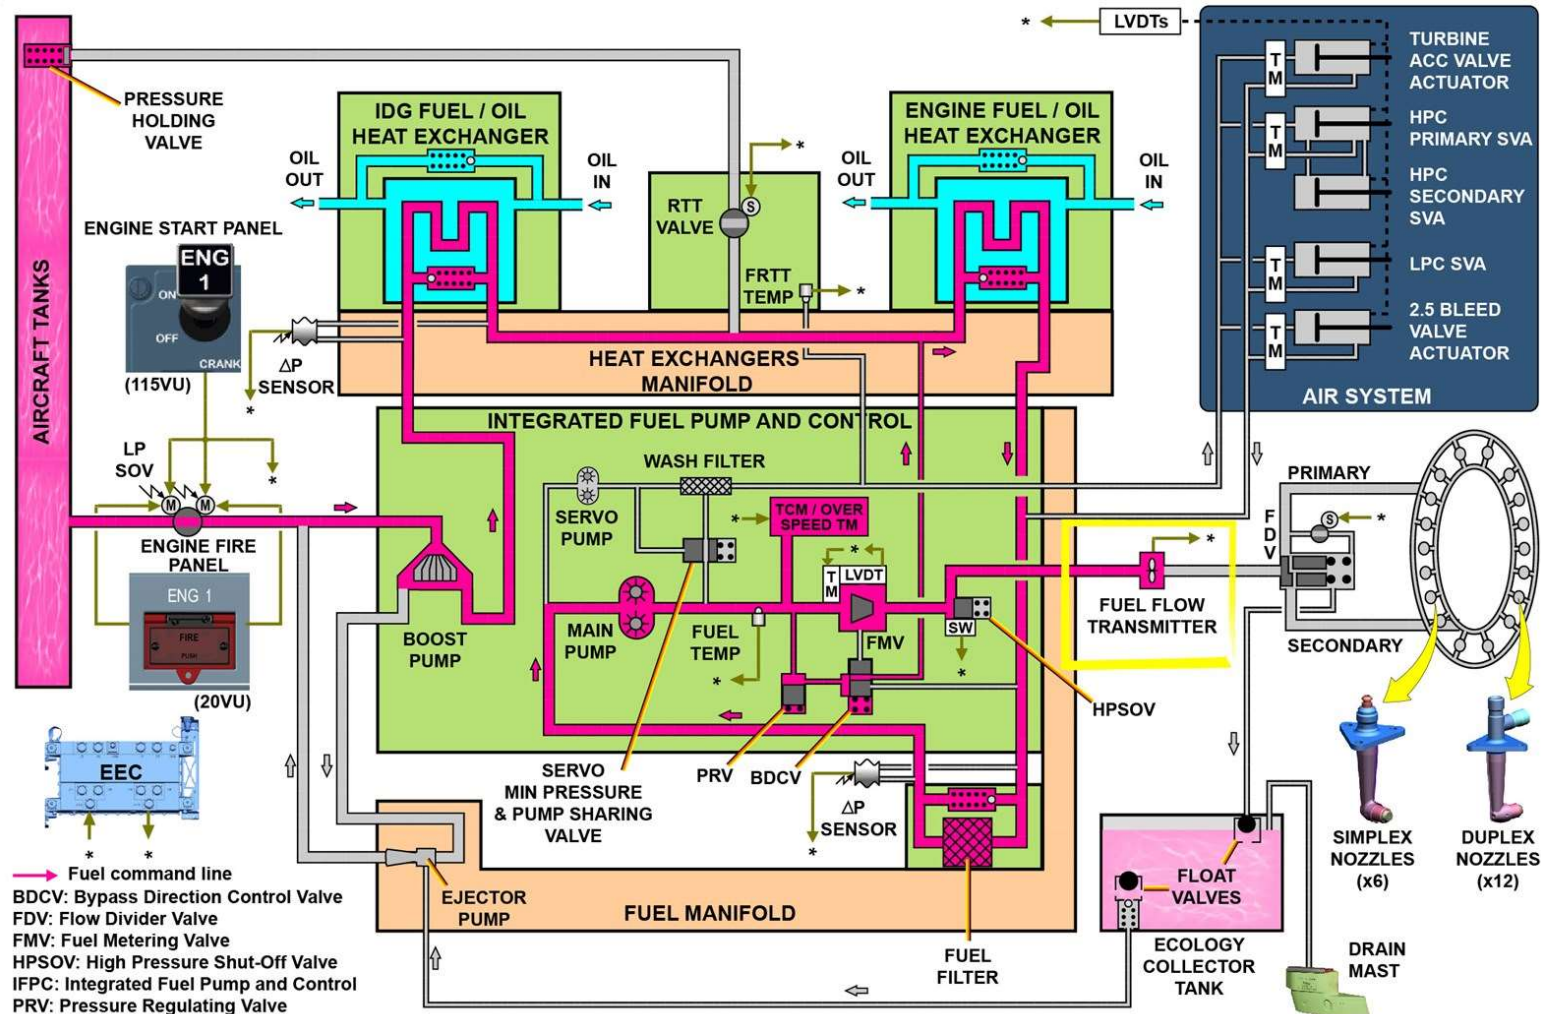 LVDTs
*
TURBINE
ACC VALVE
ACTUATOR
T
M
HPC
PRIMARY SVA
T
M
HPC
SECONDARY
SVA
LPC SVA
T
M
2.5 BLEED
VALVE
ACTUATOR
T
M
AIR SYSTEM
PRESSURE
HOLDING
VALVE
IDG FUEL / OIL
HEAT EXCHANGER
OIL
OUT
OIL
IN
ENGINE FUEL / OIL
HEAT EXCHANGER
OIL
OUT
OIL
IN
RTT
VALVE
S
*
FRTT
TEMP
*
ENGINE START PANEL
ENG
1
ON
OFF
CRANK
(115VU)
AIRCRAFT TANKS
ΔP
SENSOR
*
HEAT EXCHANGERS
MANIFOLD
INTEGRATED FUEL PUMP AND CONTROL
LP
SOV
M
M
*
ENGINE FIRE
PANEL
ENG 1
FIRE
PUSH
(20VU)
WASH FILTER
SERVO
PUMP
TCM / OVER
SPEED TM
*
T
M
LVDT
*
BOOST
PUMP
MAIN
PUMP
FUEL
TEMP
*
FMV
SW
*
FUEL FLOW
TRANSMITTER
*
HPSOV
PRIMARY
F
D
V
S
*
SECONDARY
SERVO
MIN PRESSURE
& PUMP SHARING
VALVE
PRV
BDCV
ΔP
SENSOR
*
SIMPLEX
NOZZLES
(x6)
DUPLEX
NOZZLES
(x12)
EEC
*
*
EJECTOR
PUMP
FUEL MANIFOLD
FUEL
FILTER
FLOAT
VALVES
ECOLOGY
COLLECTOR
TANK
DRAIN
MAST
Fuel command line
BDCV: Bypass Direction Control Valve
FDV: Flow Divider Valve
FMV: Fuel Metering Valve
HPSOV: High Pressure Shut-Off Valve
IFPC: Integrated Fuel Pump and Control
PRV: Pressure Regulating Valve